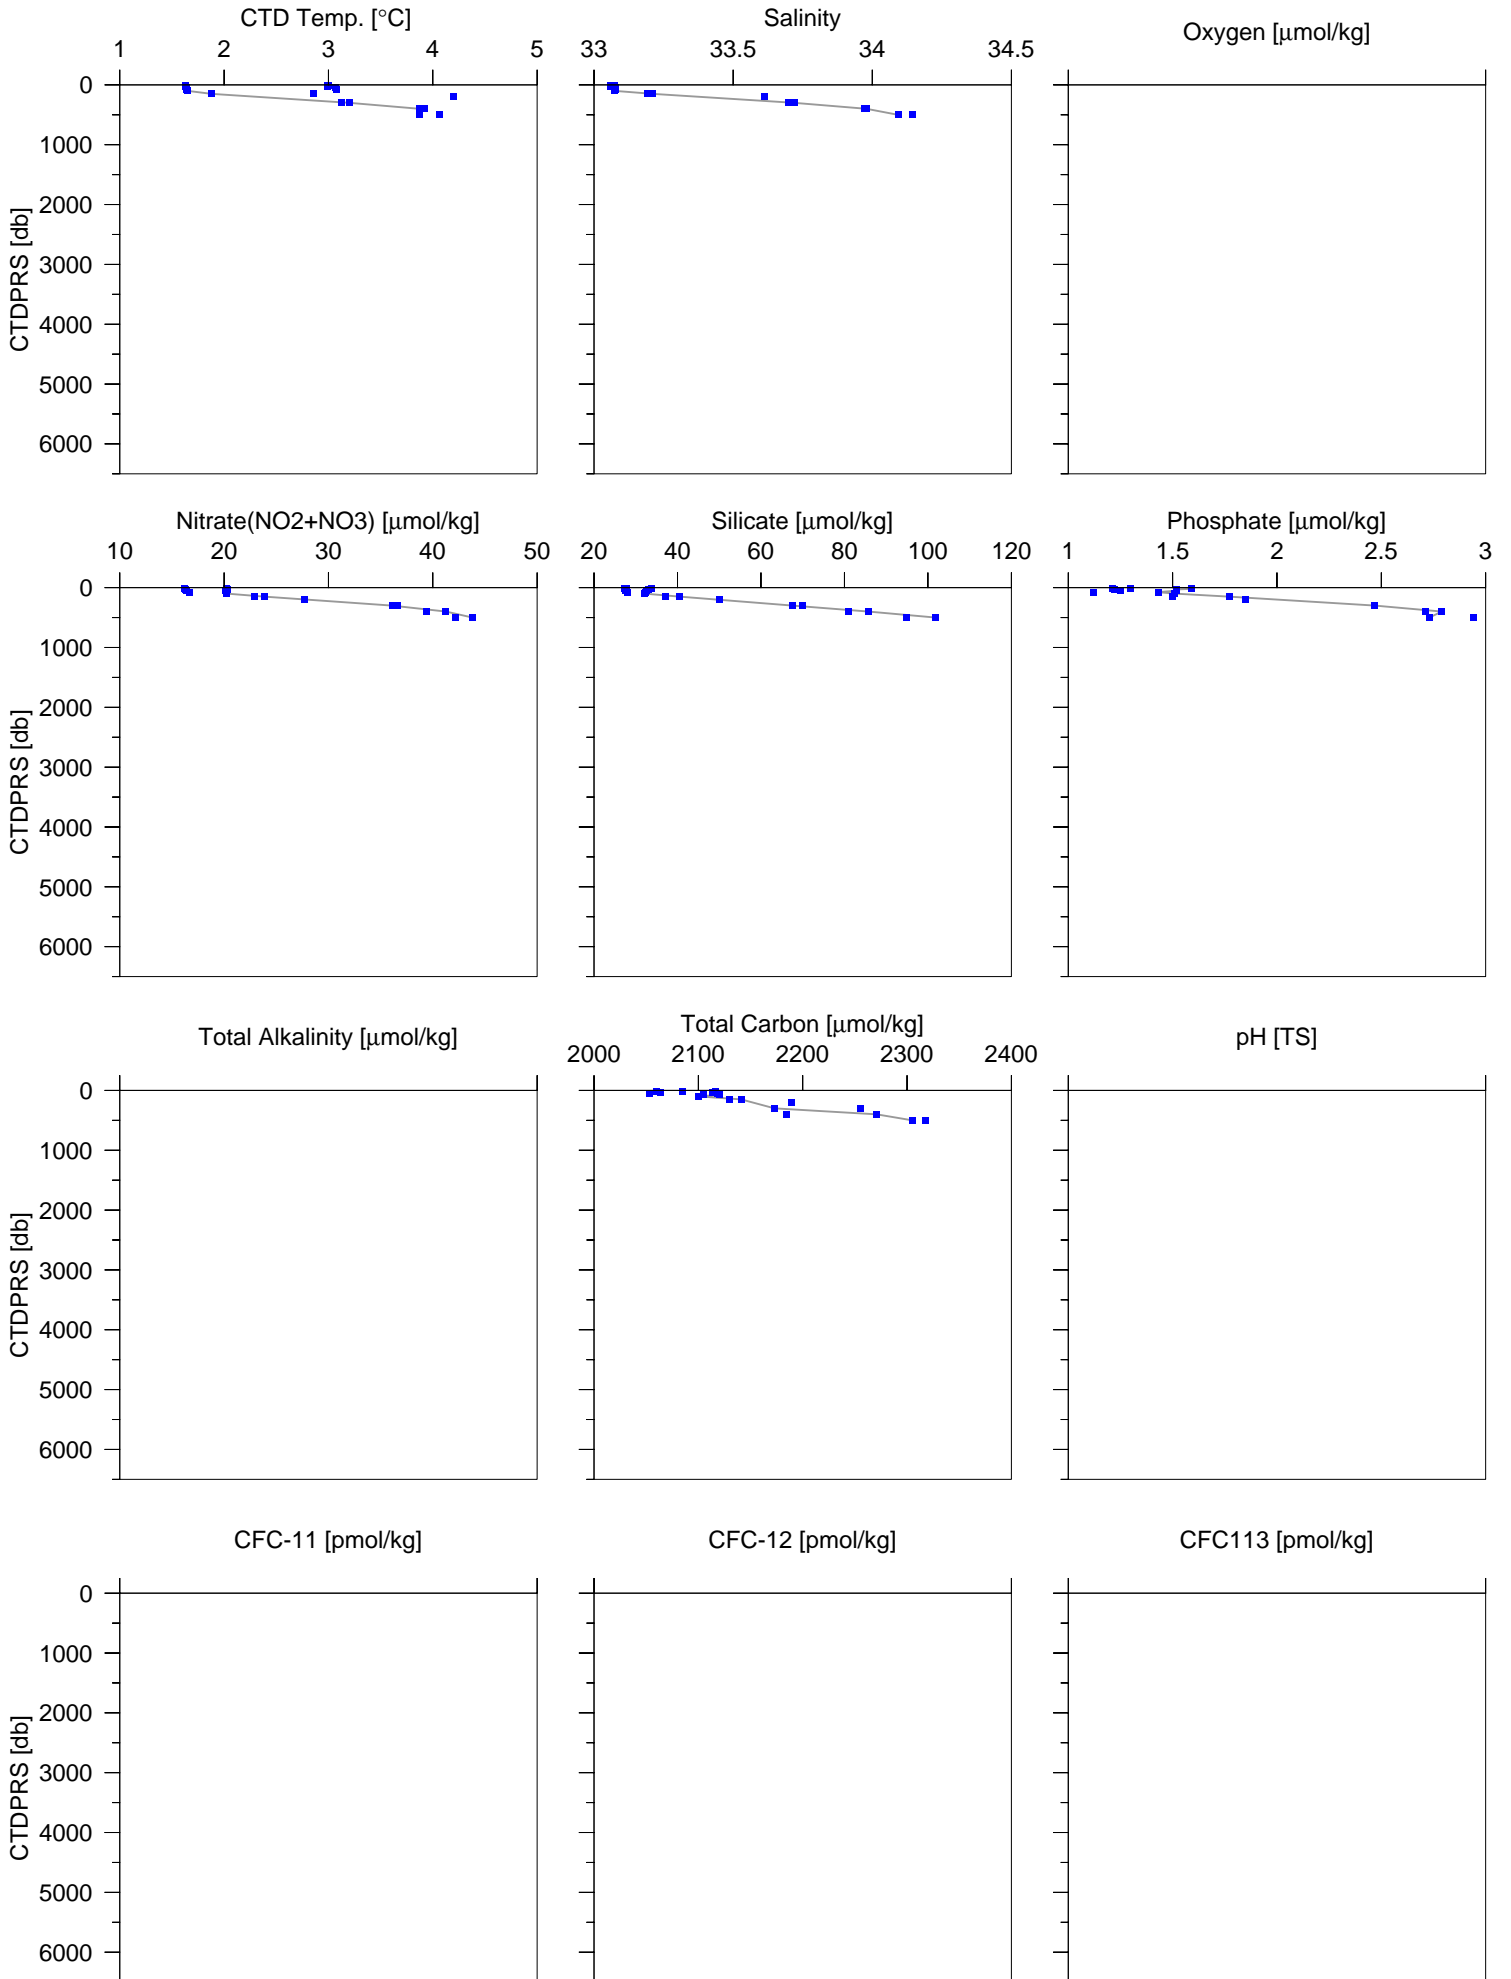 CTD Temp. [°C]
1 2 3 4 5
Salinity
33 33.5 34 34.5
Oxygen [μmol/kg]
0
1000
2000
3000
4000
5000
6000
CTDPRS [db]
Nitrate(NO2+NO3) [μmol/kg]
10 20 30 40 50
Silicate [μmol/kg]
20 40 60 80 100 120
Phosphate [μmol/kg]
1 1.5 2 2.5 3
0
1000
2000
3000
4000
5000
6000
CTDPRS [db]
Total Alkalinity [μmol/kg]
Total Carbon [μmol/kg]
2000 2100 2200 2300 2400
pH [TS]
0
1000
2000
3000
4000
5000
6000
CTDPRS [db]
CFC-11 [pmol/kg]
CFC-12 [pmol/kg]
CFC113 [pmol/kg]
0
1000
2000
3000
4000
5000
6000
CTDPRS [db]